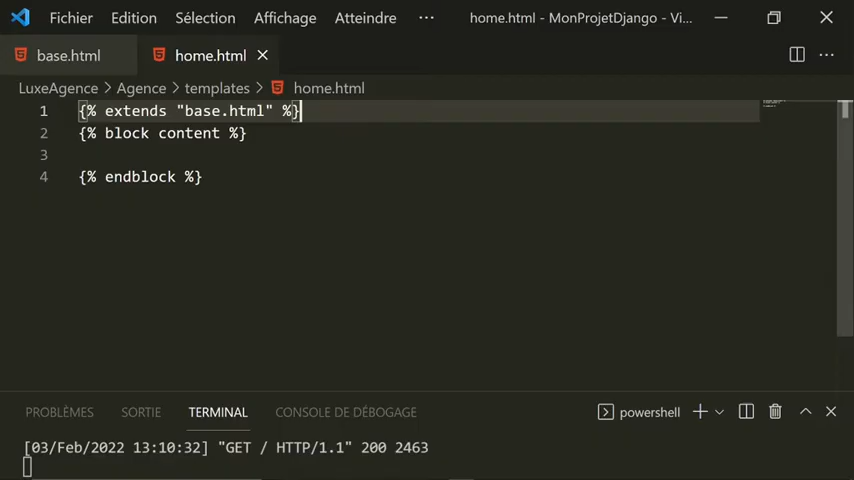 Fichier Edition Sélection Affichage Atteindre ··· home.html - MonProjetDjango - Vi...
base.html home.html
LuxeAgence > Agence > templates > home.html
1 {% extends "base.html" %}
2 {% block content %}
3
4 {% endblock %}
PROBLÈMES SORTIE TERMINAL CONSOLE DE DÉBOGAGE powershell
[03/Feb/2022 13:10:32] "GET / HTTP/1.1" 200 2463